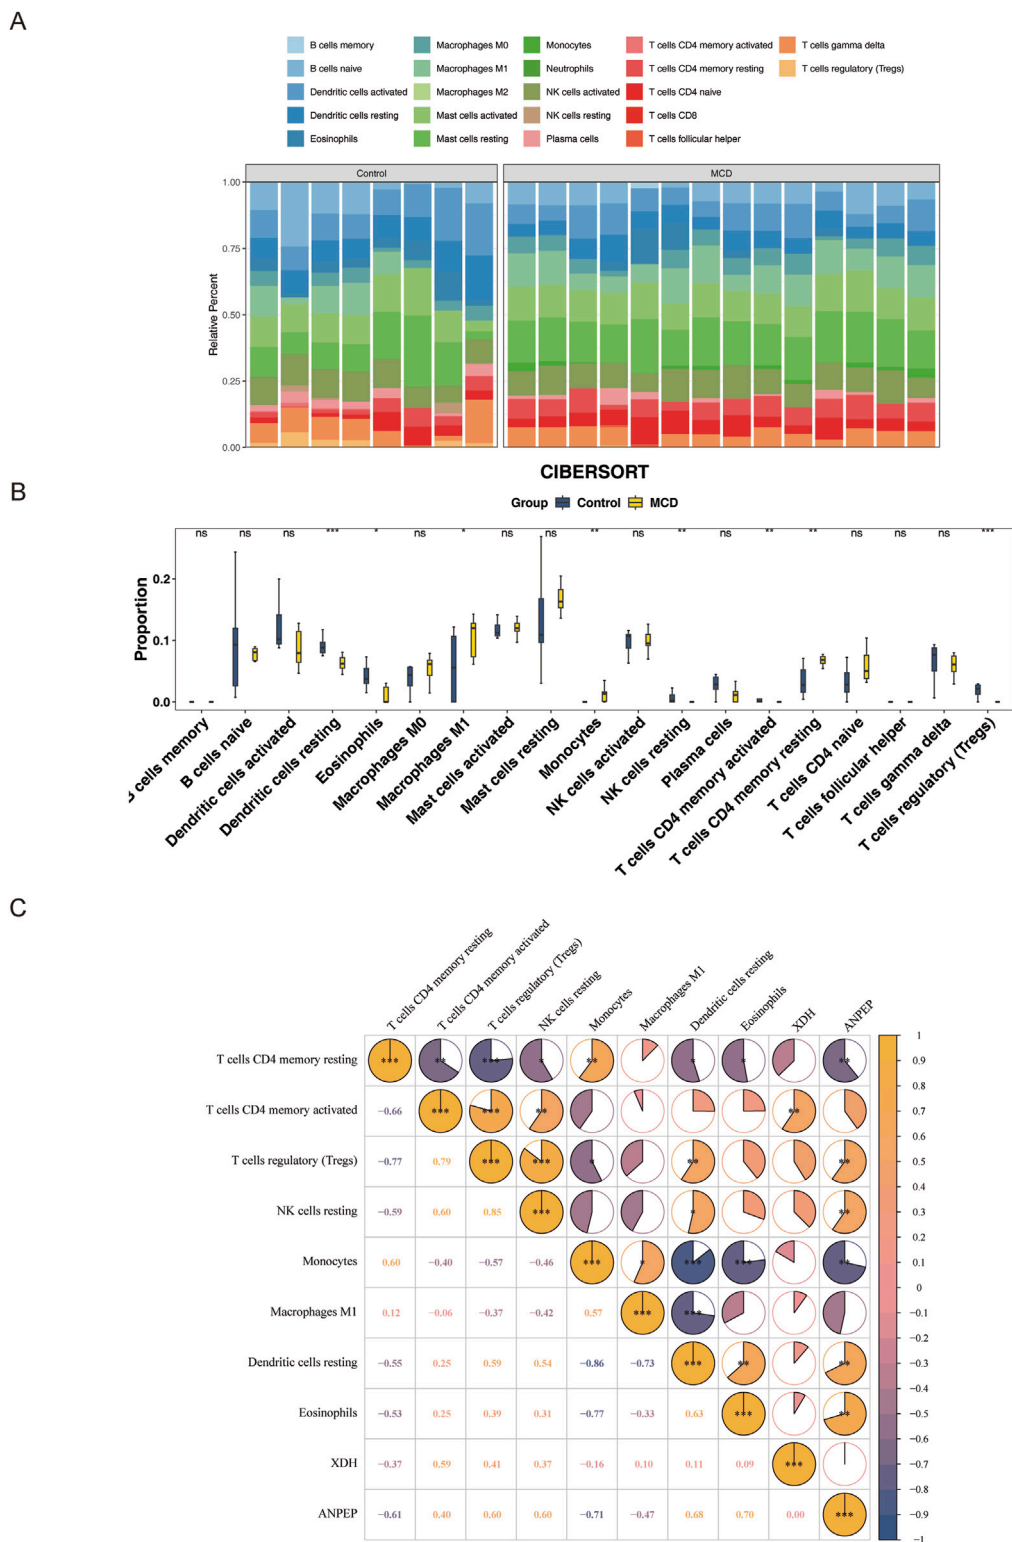 A
B cells memory
B cells naive
Dendritic cells activated
Dendritic cells resting
Eosinophils
Macrophages M0
Macrophages M1
Macrophages M2
Mast cells activated
Mast cells resting
Monocytes
Neutrophils
NK cells activated
NK cells resting
Plasma cells
T cells CD4 memory activated
T cells CD4 memory resting
T cells CD4 naive
T cells CD8
T cells follicular helper
T cells gamma delta
T cells regulatory (Tregs)
Control
MCD
Relative Percent
1.00
0.75
0.50
0.25
0.00
CIBERSORT
B
Group Control MCD
ns ns ns *** * ns * ns ns ** ns ** ns ** ** ns ns ns ***
Proportion
0.2
0.1
0.0
B cells memory
B cells naive
Dendritic cells activated
Dendritic cells resting
Eosinophils
Macrophages M0
Macrophages M1
Mast cells activated
Mast cells resting
Monocytes
NK cells activated
NK cells resting
Plasma cells
T cells CD4 memory activated
T cells CD4 memory resting
T cells CD4 naive
T cells follicular helper
T cells gamma delta
T cells regulatory (Tregs)
C
T cells CD4 memory resting
T cells CD4 memory activated
T cells regulatory (Tregs)
NK cells resting
Monocytes
Macrophages M1
Dendritic cells resting
Eosinophils
XDH
ANPEP
T cells CD4 memory resting *** ** *** * ** * * **
T cells CD4 memory activated −0.66 *** *** ** **
T cells regulatory (Tregs) −0.77 0.79 *** *** * ** **
NK cells resting −0.59 0.60 0.85 *** * **
Monocytes 0.60 −0.40 −0.57 −0.46 *** * *** *** **
Macrophages M1 0.12 −0.06 −0.37 −0.42 0.57 *** ***
Dendritic cells resting −0.55 0.25 0.59 0.54 −0.86 −0.73 *** ** **
Eosinophils −0.53 0.25 0.39 0.31 −0.77 −0.33 0.63 *** **
XDH −0.37 0.59 0.41 0.37 −0.16 0.10 0.11 0.09 ***
ANPEP −0.61 0.40 0.60 0.60 −0.71 −0.47 0.68 0.70 0.00 ***
1
0.9
0.8
0.7
0.6
0.5
0.4
0.3
0.2
0.1
0
−0.1
−0.2
−0.3
−0.4
−0.5
−0.6
−0.7
−0.8
−0.9
−1